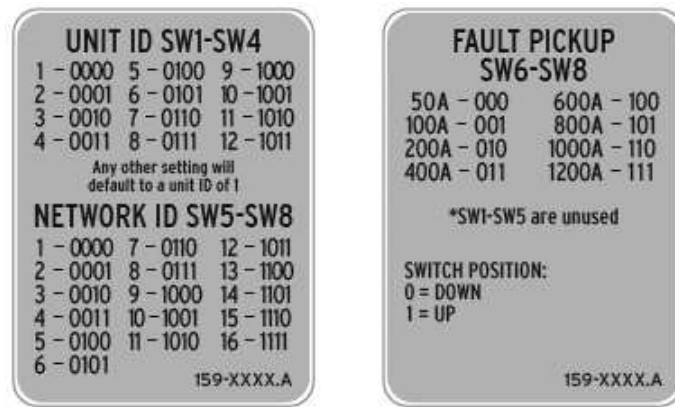 UNIT ID SW1-SW4
1 - 0000 5 - 0100 9 - 1000
2 - 0001 6 - 0101 10 - 1001
3 - 0010 7 - 0110 11 - 1010
4 - 0011 8 - 0111 12 - 1011
Any other setting will
default to a unit ID of 1
NETWORK ID SW5-SW8
1 - 0000 7 - 0110 12 - 1011
2 - 0001 8 - 0111 13 - 1100
3 - 0010 9 - 1000 14 - 1101
4 - 0011 10 - 1001 15 - 1110
5 - 0100 11 - 1010 16 - 1111
6 - 0101
159-XXXX.A
FAULT PICKUP
SW6-SW8
50A - 000 600A - 100
100A - 001 800A - 101
200A - 010 1000A - 110
400A - 011 1200A - 111
*SW1-SW5 are unused
SWITCH POSITION:
0 = DOWN
1 = UP
159-XXXX.A